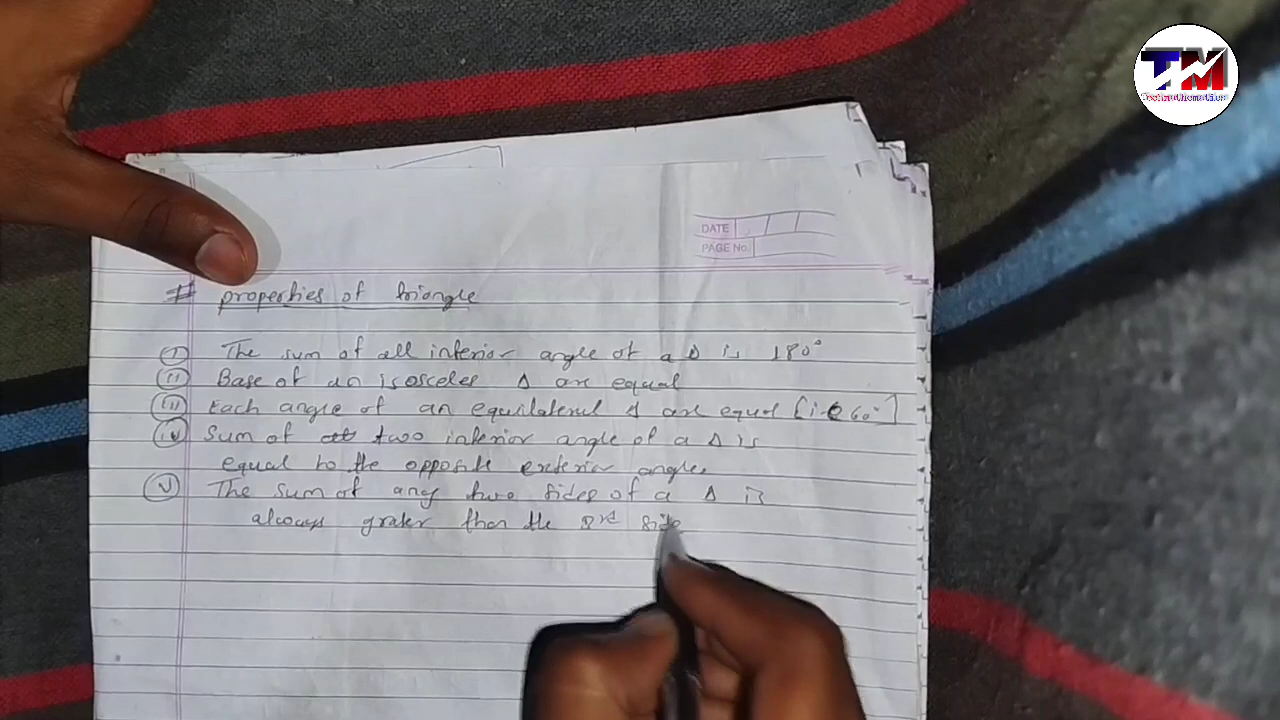 TM
DATE
PAGE No.
# properties of triangle
(i) The sum of all interior angle of a Δ is 180°
(ii) Base of an isosceles Δ are equal
(iii) Each angle of an equilateral Δ are equal [i.e 60°]
(iv) Sum of two interior angle of a Δ is
equal to the opposite exterior angle.
(v) The sum of any two sides of a Δ is
always grater than the 3rd side